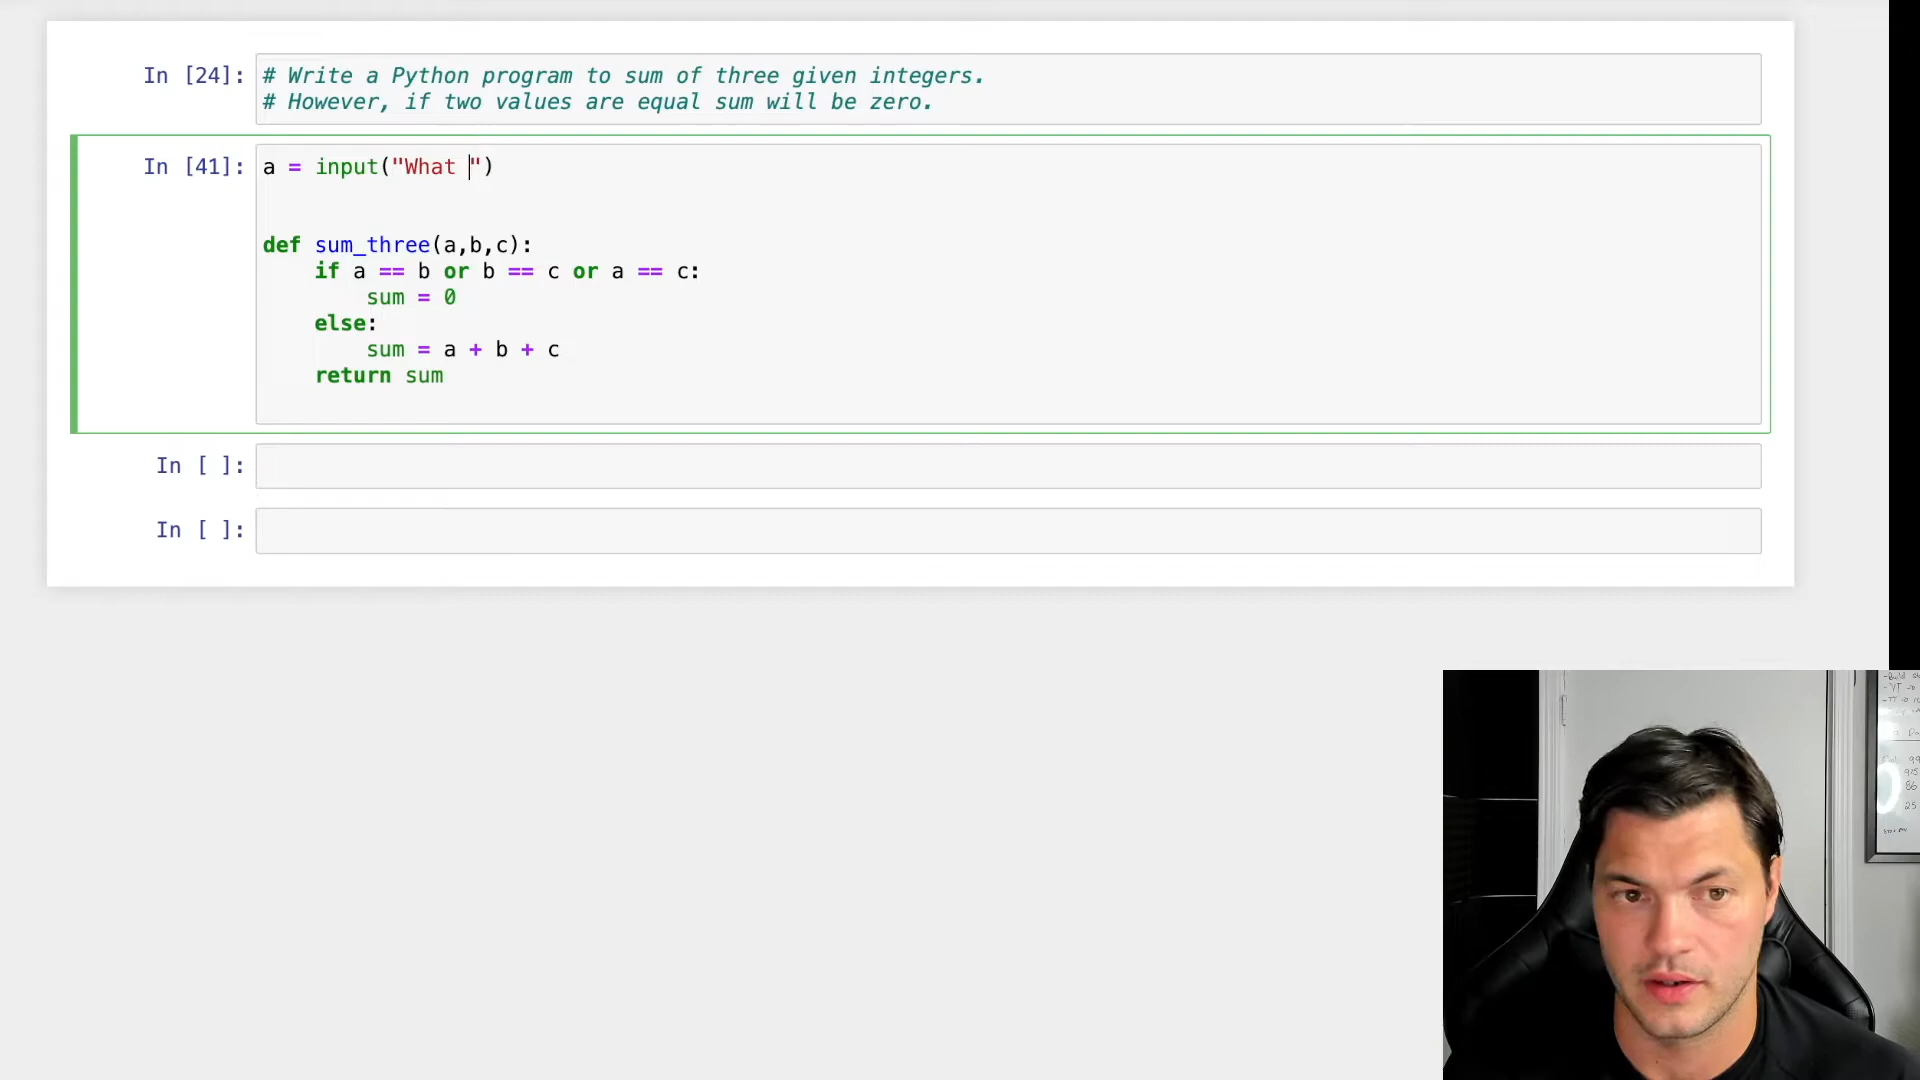 In [24]: # Write a Python program to sum of three given integers.
# However, if two values are equal sum will be zero.
In [41]: a = input("What ")
def sum_three(a,b,c):
    if a == b or b == c or a == c:
        sum = 0
    else:
        sum = a + b + c
    return sum
In [ ]:
In [ ]: